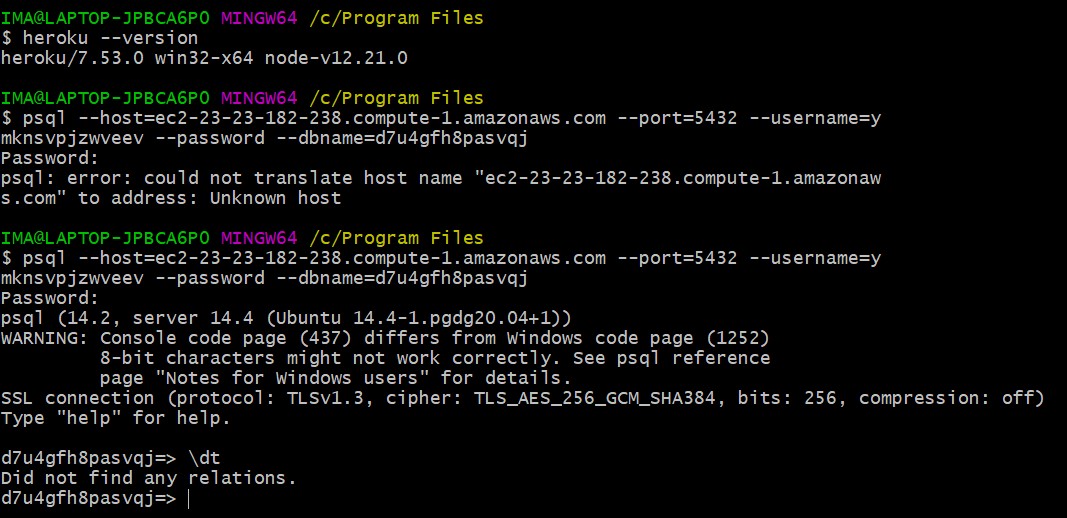 IMA@LAPTOP-JPBCA6P0 MINGW64 /c/Program Files
$ heroku --version
heroku/7.53.0 win32-x64 node-v12.21.0
IMA@LAPTOP-JPBCA6P0 MINGW64 /c/Program Files
$ psql --host=ec2-23-23-182-238.compute-1.amazonaws.com --port=5432 --username=y
mknsvpjzwveev --password --dbname=d7u4gfh8pasvqj
Password:
psql: error: could not translate host name "ec2-23-23-182-238.compute-1.amazonaw
s.com" to address: Unknown host
IMA@LAPTOP-JPBCA6P0 MINGW64 /c/Program Files
$ psql --host=ec2-23-23-182-238.compute-1.amazonaws.com --port=5432 --username=y
mknsvpjzwveev --password --dbname=d7u4gfh8pasvqj
Password:
psql (14.2, server 14.4 (Ubuntu 14.4-1.pgdg20.04+1))
WARNING: Console code page (437) differs from Windows code page (1252)
8-bit characters might not work correctly. See psql reference
page "Notes for Windows users" for details.
SSL connection (protocol: TLSv1.3, cipher: TLS_AES_256_GCM_SHA384, bits: 256, compression: off)
Type "help" for help.
d7u4gfh8pasvqj=> \dt
Did not find any relations.
d7u4gfh8pasvqj=>